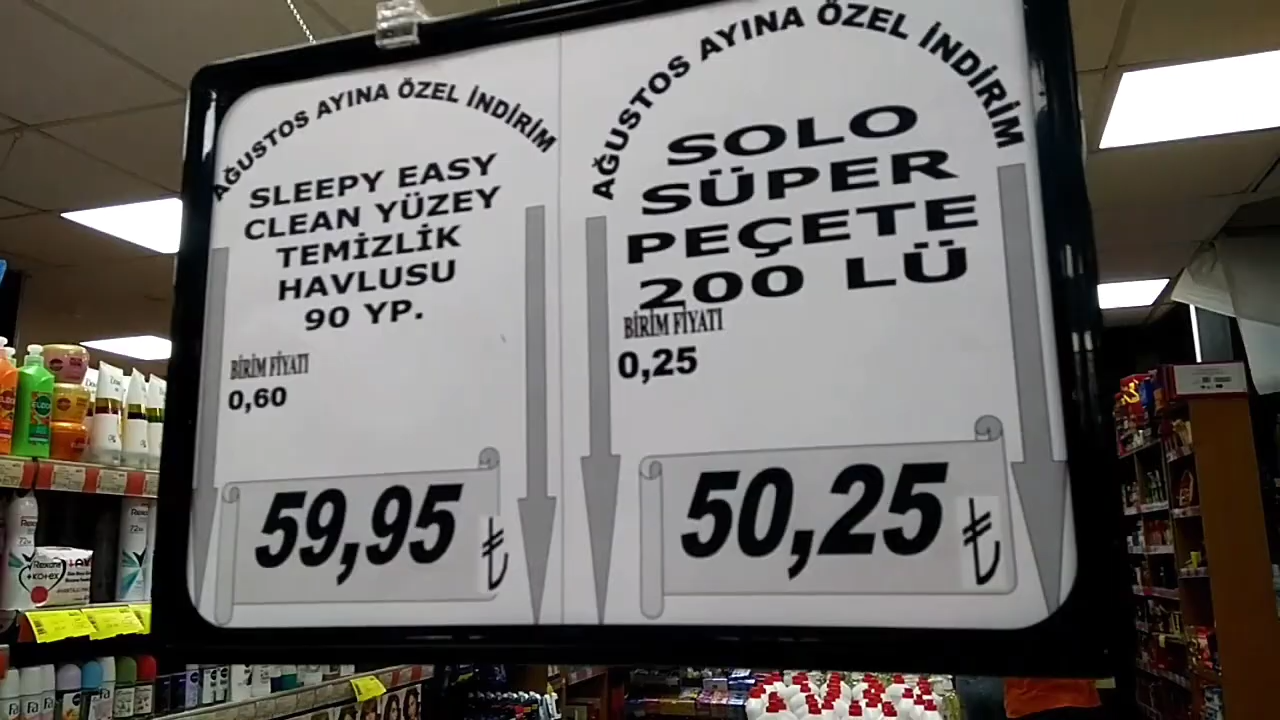 AĞUSTOS AYINA ÖZEL İNDİRİM
SLEEPY EASY
CLEAN YÜZEY
TEMİZLİK
HAVLUSU
90 YP.
BİRİM FİYATI
0,60
59,95 ₺
AĞUSTOS AYINA ÖZEL İNDİRİM
SOLO
SÜPER
PEÇETE
200 LÜ
BİRİM FİYATI
0,25
50,25 ₺
Rexona
+kotex